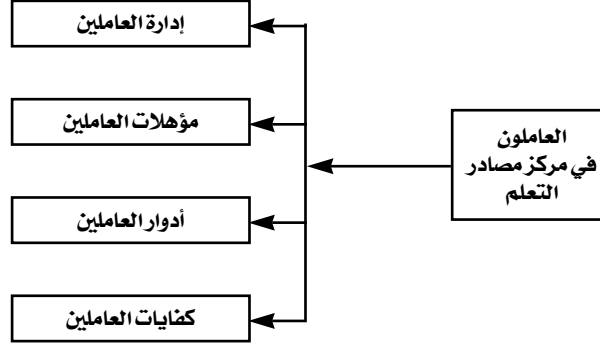 العاملون
في مركز مصادر
التعلم
إدارة العاملين
مؤهلات العاملين
أدوار العاملين
كفايات العاملين